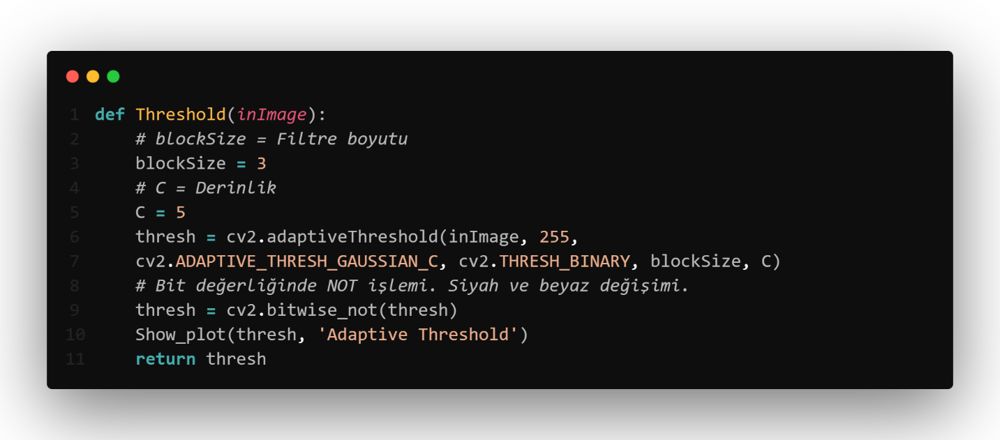 1 def Threshold(inImage):
2 # blockSize = Filtre boyutu
3 blockSize = 3
4 # C = Derinlik
5 C = 5
6 thresh = cv2.adaptiveThreshold(inImage, 255,
7 cv2.ADAPTIVE_THRESH_GAUSSIAN_C, cv2.THRESH_BINARY, blockSize, C)
8 # Bit değerliğinde NOT işlemi. Siyah ve beyaz değişimi.
9 thresh = cv2.bitwise_not(thresh)
10 Show_plot(thresh, 'Adaptive Threshold')
11 return thresh